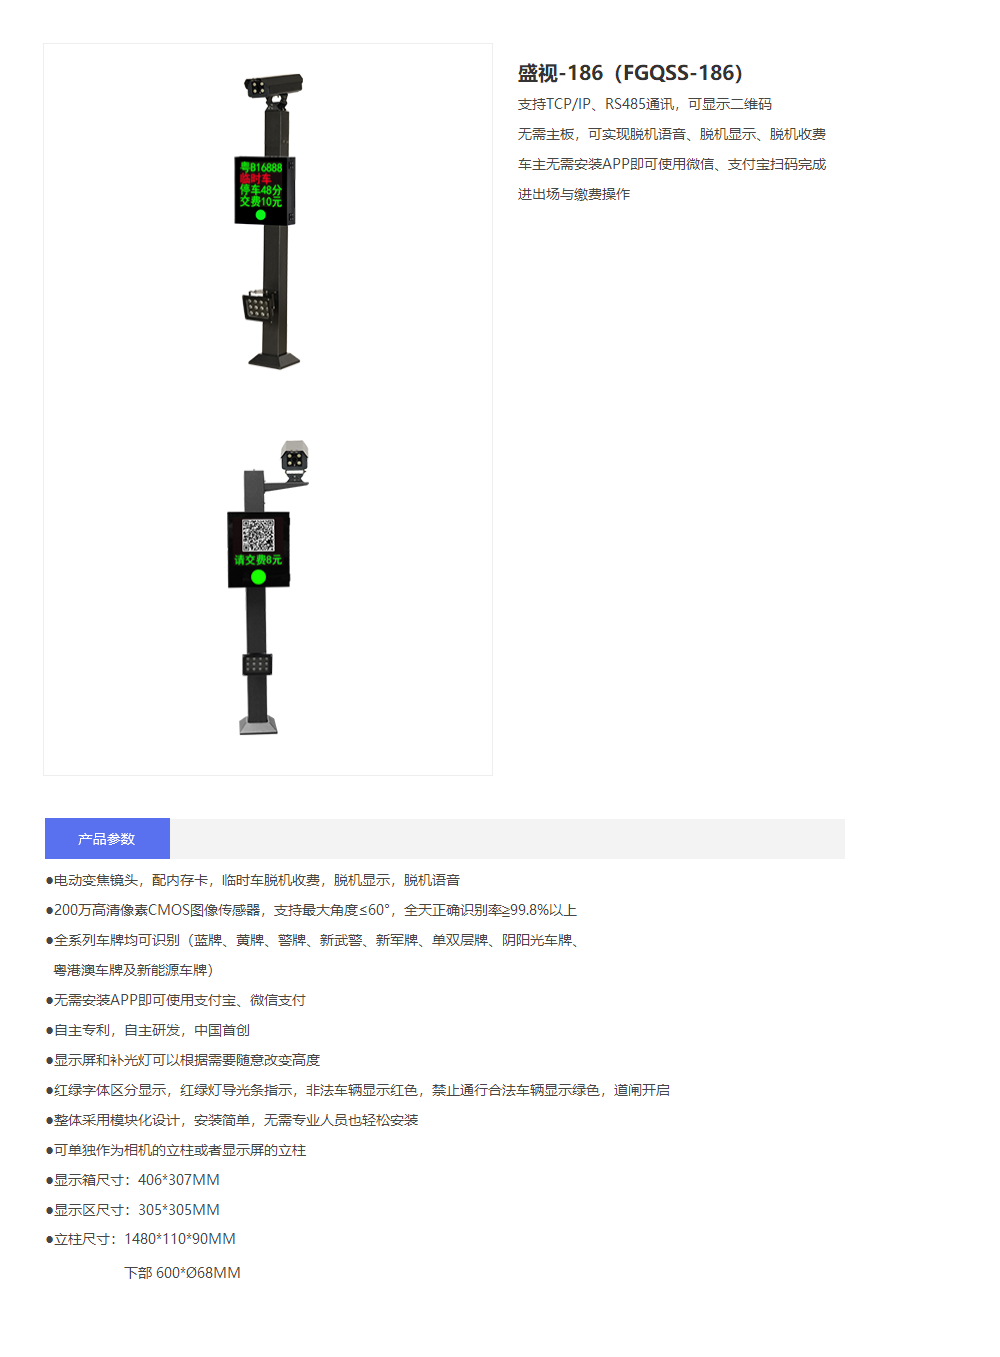 盛视-186（FGQSS-186）
支持TCP/IP、RS485通讯，可显示二维码
无需主板，可实现脱机语音、脱机显示、脱机收费
车主无需安装APP即可使用微信、支付宝扫码完成
进出场与缴费操作
粤B16888
临时车
停车48分
交费10元
请交费8元
产品参数
●电动变焦镜头，配内存卡，临时车脱机收费，脱机显示，脱机语音
●200万高清像素CMOS图像传感器，支持最大角度≤60°，全天正确识别率≧99.8%以上
●全系列车牌均可识别（蓝牌、黄牌、警牌、新武警、新军牌、单双层牌、阴阳光车牌、
粤港澳车牌及新能源车牌）
●无需安装APP即可使用支付宝、微信支付
●自主专利，自主研发，中国首创
●显示屏和补光灯可以根据需要随意改变高度
●红绿字体区分显示，红绿灯导光条指示，非法车辆显示红色，禁止通行合法车辆显示绿色，道闸开启
●整体采用模块化设计，安装简单，无需专业人员也轻松安装
●可单独作为相机的立柱或者显示屏的立柱
●显示箱尺寸：406*307MM
●显示区尺寸：305*305MM
●立柱尺寸：1480*110*90MM
下部 600*Ø68MM